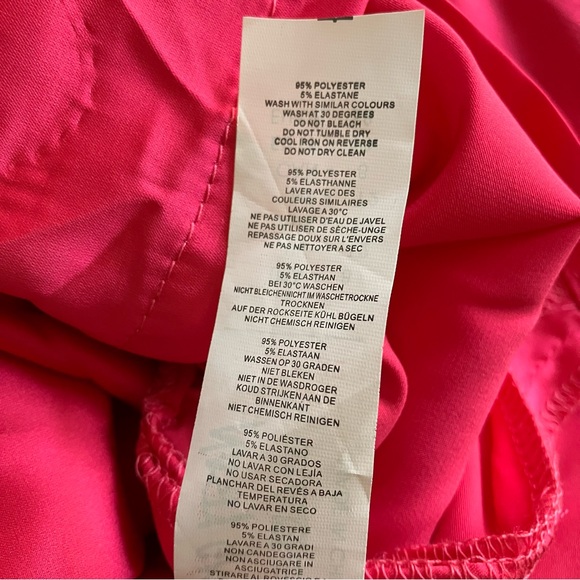 95% POLYESTER
5% ELASTANE
WASH WITH SIMILAR COLOURS
WASH AT 30 DEGREES
DO NOT BLEACH
DO NOT TUMBLE DRY
COOL IRON ON REVERSE
DO NOT DRY CLEAN
95% POLYESTER
5% ELASTHANNE
LAVER AVEC DES
COULEURS SIMILAIRES
LAVAGE A 30°C
NE PAS UTILISER D'EAU DE JAVEL
NE PAS UTILISER DE SÈCHE-UNGE
REPASSAGE DOUX SUR L'ENVERS
NE PAS NETTOYER A SEC
95% POLYESTER
5% ELASTHAN
BEI 30°C WASCHEN
NICHT BLEICHENNICHT IM WASCHETROCKNE
TROCKNEN
AUF DER ROCKSEITE KÜHL BÜGELN
NICHT CHEMISCH REINIGEN
95% POLYESTER
5% ELASTAAN
WASSEN OP 30 GRADEN
NIET BLEKEN
NIET IN DE WASDROGER
KOUD STRIJKEN AAN DE
BINNENKANT
NIET CHEMISCH REINIGEN
95% POLIÉSTER
5% ELASTANO
LAVAR A 30 GRADOS
NO LAVAR CON LEJÍA
NO USAR SECADORA
PLANCHAR DEL REVÉS A BAJA
TEMPERATURA
NO LAVAR EN SECO
95% POLIESTERE
5% ELASTAN
LAVARE A 30 GRADI
NON CANDEGGIARE
NON ASCIUGARE IN
ASCIUGATRICE
STIRARE AL ROVESCIO